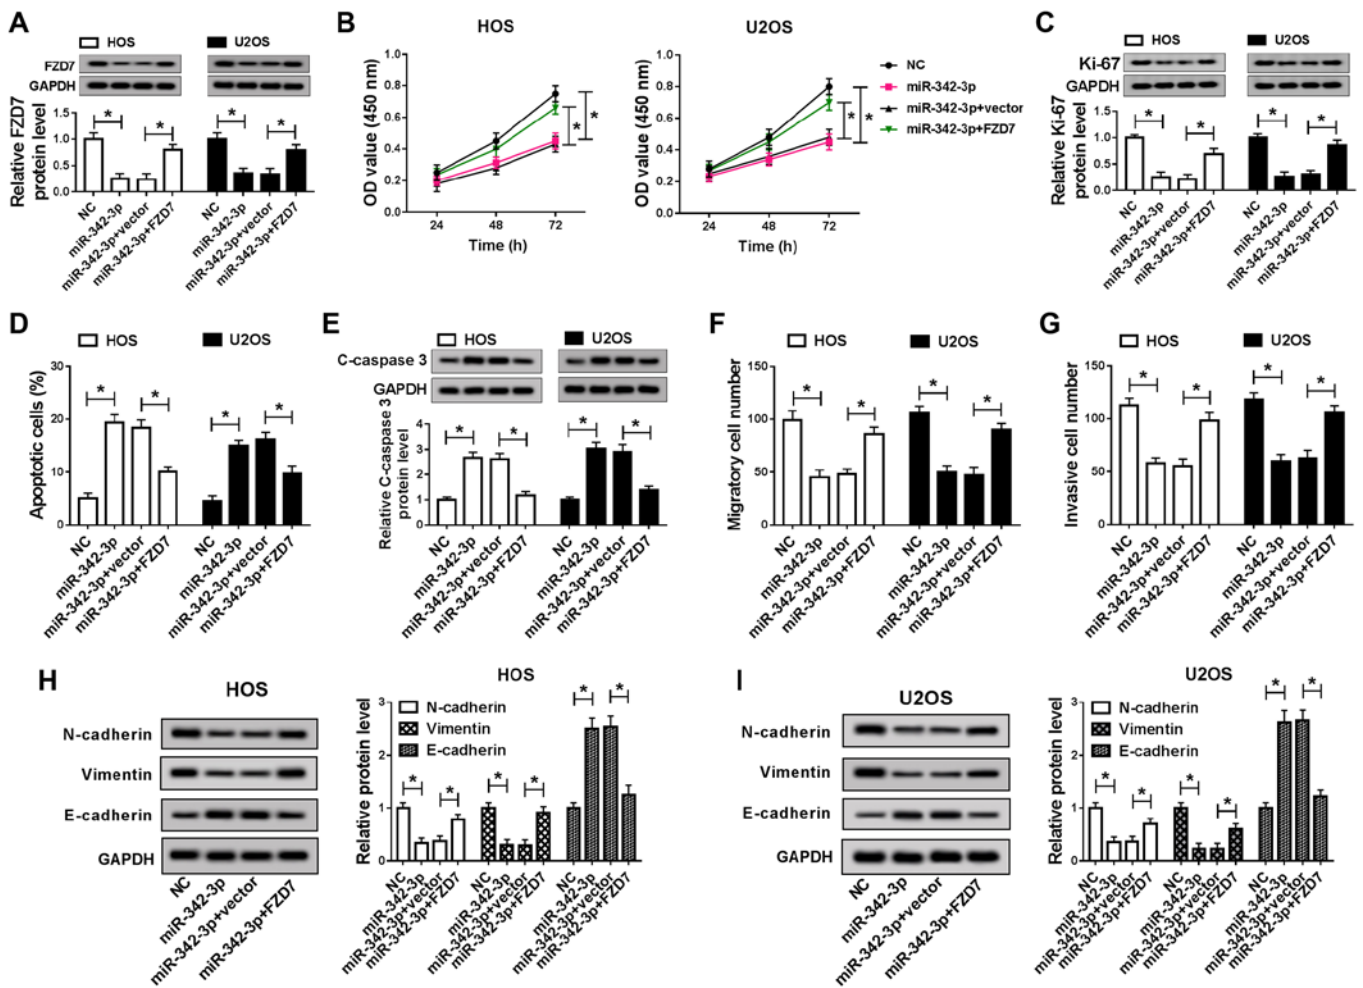 A
HOS
U2OS
FZD7
GAPDH
Relative FZD7
protein level
1.5
1.0
0.5
0.0
* * * *
NC
miR-342-3p
miR-342-3p+vector
miR-342-3p+FZD7
NC
miR-342-3p
miR-342-3p+vector
miR-342-3p+FZD7
B
HOS
OD value (450 nm)
1.0
0.8
0.6
0.4
0.2
0.0
24 48 72
Time (h)
* *
U2OS
OD value (450 nm)
1.0
0.8
0.6
0.4
0.2
0.0
24 48 72
Time (h)
* *
NC
miR-342-3p
miR-342-3p+vector
miR-342-3p+FZD7
C
HOS
U2OS
Ki-67
GAPDH
Relative Ki-67
protein level
1.5
1.0
0.5
0.0
* * * *
NC
miR-342-3p
miR-342-3p+vector
miR-342-3p+FZD7
NC
miR-342-3p
miR-342-3p+vector
miR-342-3p+FZD7
D
HOS
U2OS
Apoptotic cells (%)
30
20
10
0
* * * *
NC
miR-342-3p
miR-342-3p+vector
miR-342-3p+FZD7
NC
miR-342-3p
miR-342-3p+vector
miR-342-3p+FZD7
E
HOS
U2OS
C-caspase 3
GAPDH
Relative C-caspase 3
protein level
4
3
2
1
0
* * * *
NC
miR-342-3p
miR-342-3p+vector
miR-342-3p+FZD7
NC
miR-342-3p
miR-342-3p+vector
miR-342-3p+FZD7
F
HOS
U2OS
Migratory cell number
150
100
50
0
* * * *
NC
miR-342-3p
miR-342-3p+vector
miR-342-3p+FZD7
NC
miR-342-3p
miR-342-3p+vector
miR-342-3p+FZD7
G
HOS
U2OS
Invasive cell number
150
100
50
0
* * * *
NC
miR-342-3p
miR-342-3p+vector
miR-342-3p+FZD7
NC
miR-342-3p
miR-342-3p+vector
miR-342-3p+FZD7
H
HOS
N-cadherin
Vimentin
E-cadherin
GAPDH
NC
miR-342-3p
miR-342-3p+vector
miR-342-3p+FZD7
HOS
Relative protein level
3
2
1
0
N-cadherin
Vimentin
E-cadherin
* * * * * *
NC
miR-342-3p
miR-342-3p+vector
miR-342-3p+FZD7
NC
miR-342-3p
miR-342-3p+vector
miR-342-3p+FZD7
NC
miR-342-3p
miR-342-3p+vector
miR-342-3p+FZD7
I
U2OS
N-cadherin
Vimentin
E-cadherin
GAPDH
NC
miR-342-3p
miR-342-3p+vector
miR-342-3p+FZD7
U2OS
Relative protein level
3
2
1
0
N-cadherin
Vimentin
E-cadherin
* * * * * *
NC
miR-342-3p
miR-342-3p+vector
miR-342-3p+FZD7
NC
miR-342-3p
miR-342-3p+vector
miR-342-3p+FZD7
NC
miR-342-3p
miR-342-3p+vector
miR-342-3p+FZD7